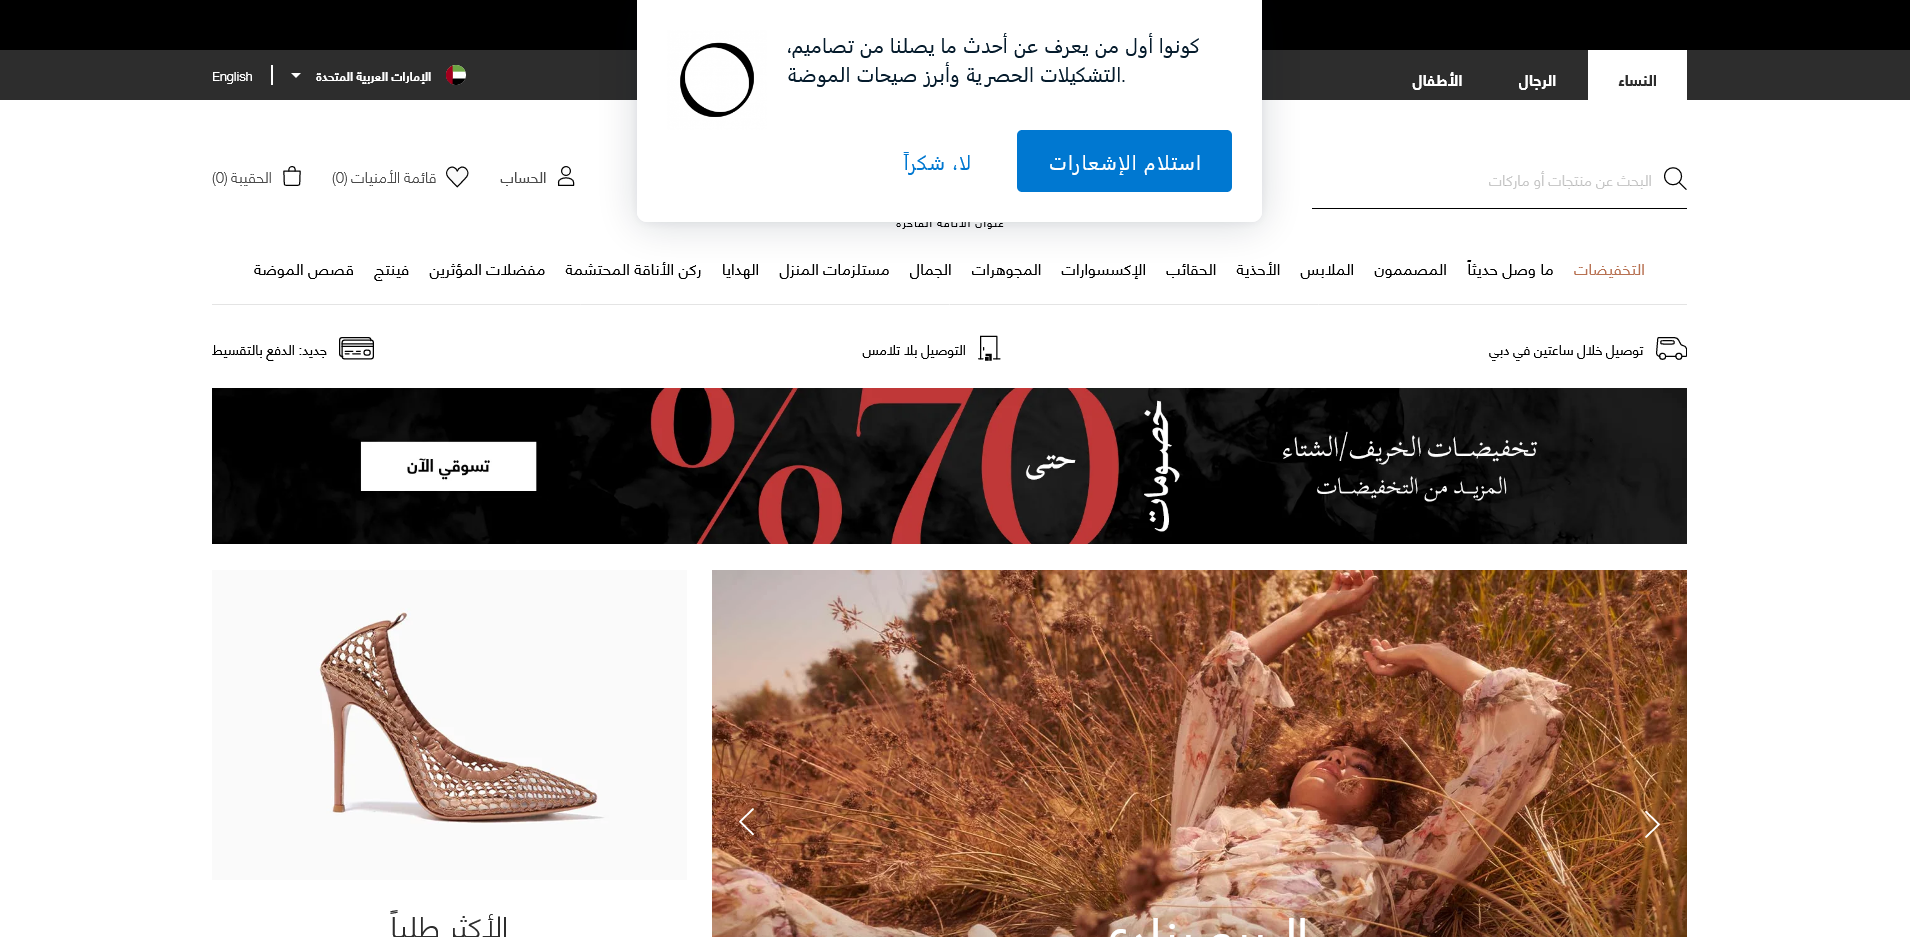 كونوا أول من يعرف عن أحدث ما يصلنا من تصاميم،
التشكيلات الحصرية وأبرز صيحات الموضة.
استلام الإشعارات
لا، شكراً
النساء
الرجال
الأطفال
الإمارات العربية المتحدة
English
البحث عن منتجات أو ماركات
الحساب
قائمة الأمنيات (0)
الحقيبة (0)
عنوان الأناقة الفاخرة
التخفيضات
ما وصل حديثاً
المصممون
الملابس
الأحذية
الحقائب
الإكسسوارات
المجوهرات
الجمال
مستلزمات المنزل
الهدايا
ركن الأناقة المحتشمة
مفضلات المؤثرين
فينتج
قصص الموضة
توصيل خلال ساعتين في دبي
التوصيل بلا تلامس
جديد: الدفع بالتقسيط
تخفيضات الخريف/الشتاء
المزيد من التخفيضات
خصومات
حتى
%70
تسوقي الآن
الأكثر طلباً